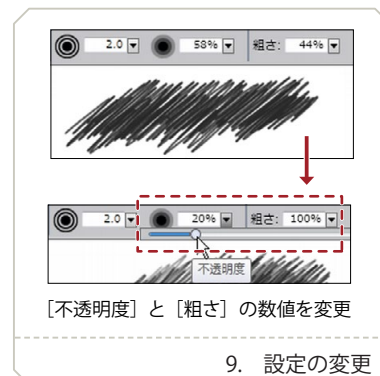 2.0 58% 粗さ: 44%
2.0 20% 粗さ: 100%
不透明度
［不透明度］と［粗さ］の数値を変更
9. 設定の変更